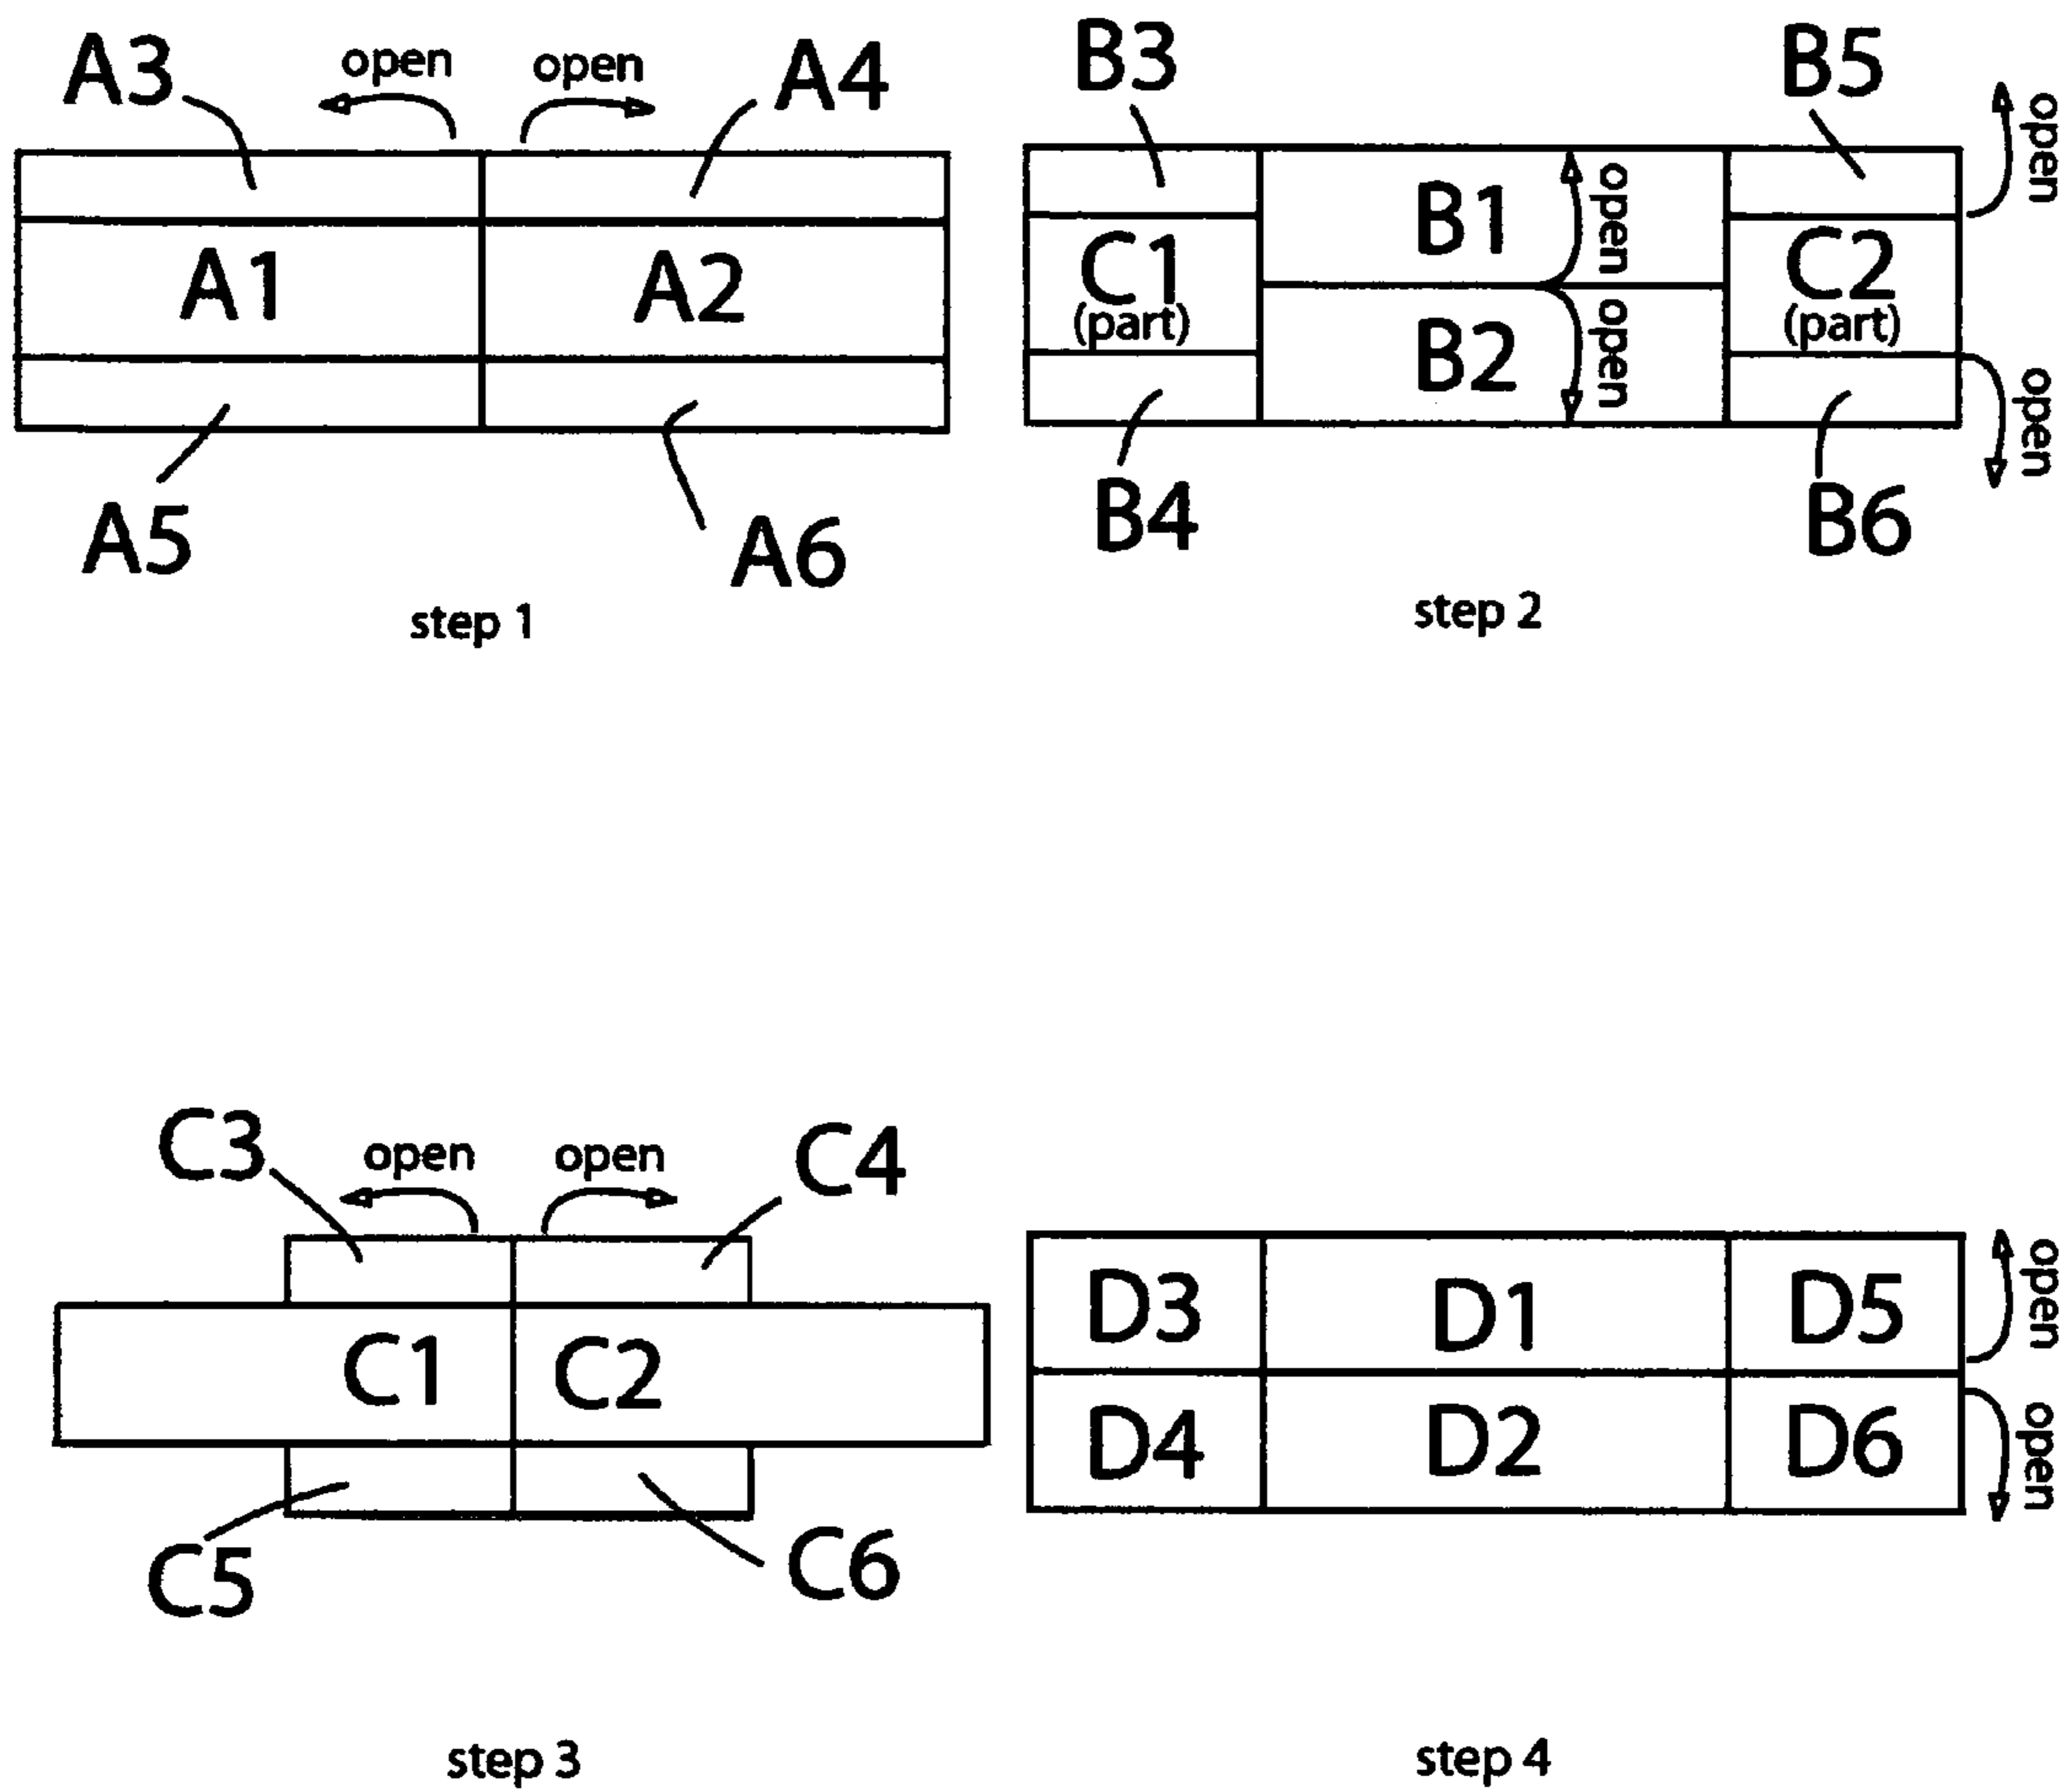 A3
open
open
A4
A1
A2
A5
A6
step 1
B3
B5
open
B1
open
C1
(part)
C2
(part)
B2
open
open
B4
B6
step 2
C3
open
open
C4
C1
C2
C5
C6
step 3
D3
D1
D5
open
D4
D2
D6
open
step 4